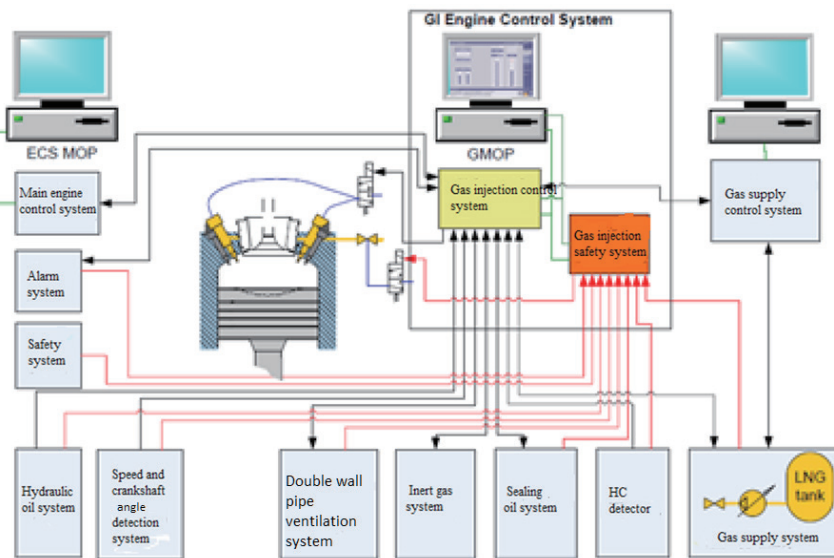 GI Engine Control System
ECS MOP
GMOP
Main engine
control system
Gas injection control
system
Gas supply
control system
Gas injection
safety system
Alarm
system
Safety
system
Hydraulic
oil system
Speed and
crankshaft
angle
detection
system
Double wall
pipe
ventilation
system
Inert gas
system
Sealing
oil system
HC
detector
LNG
tank
Gas supply system